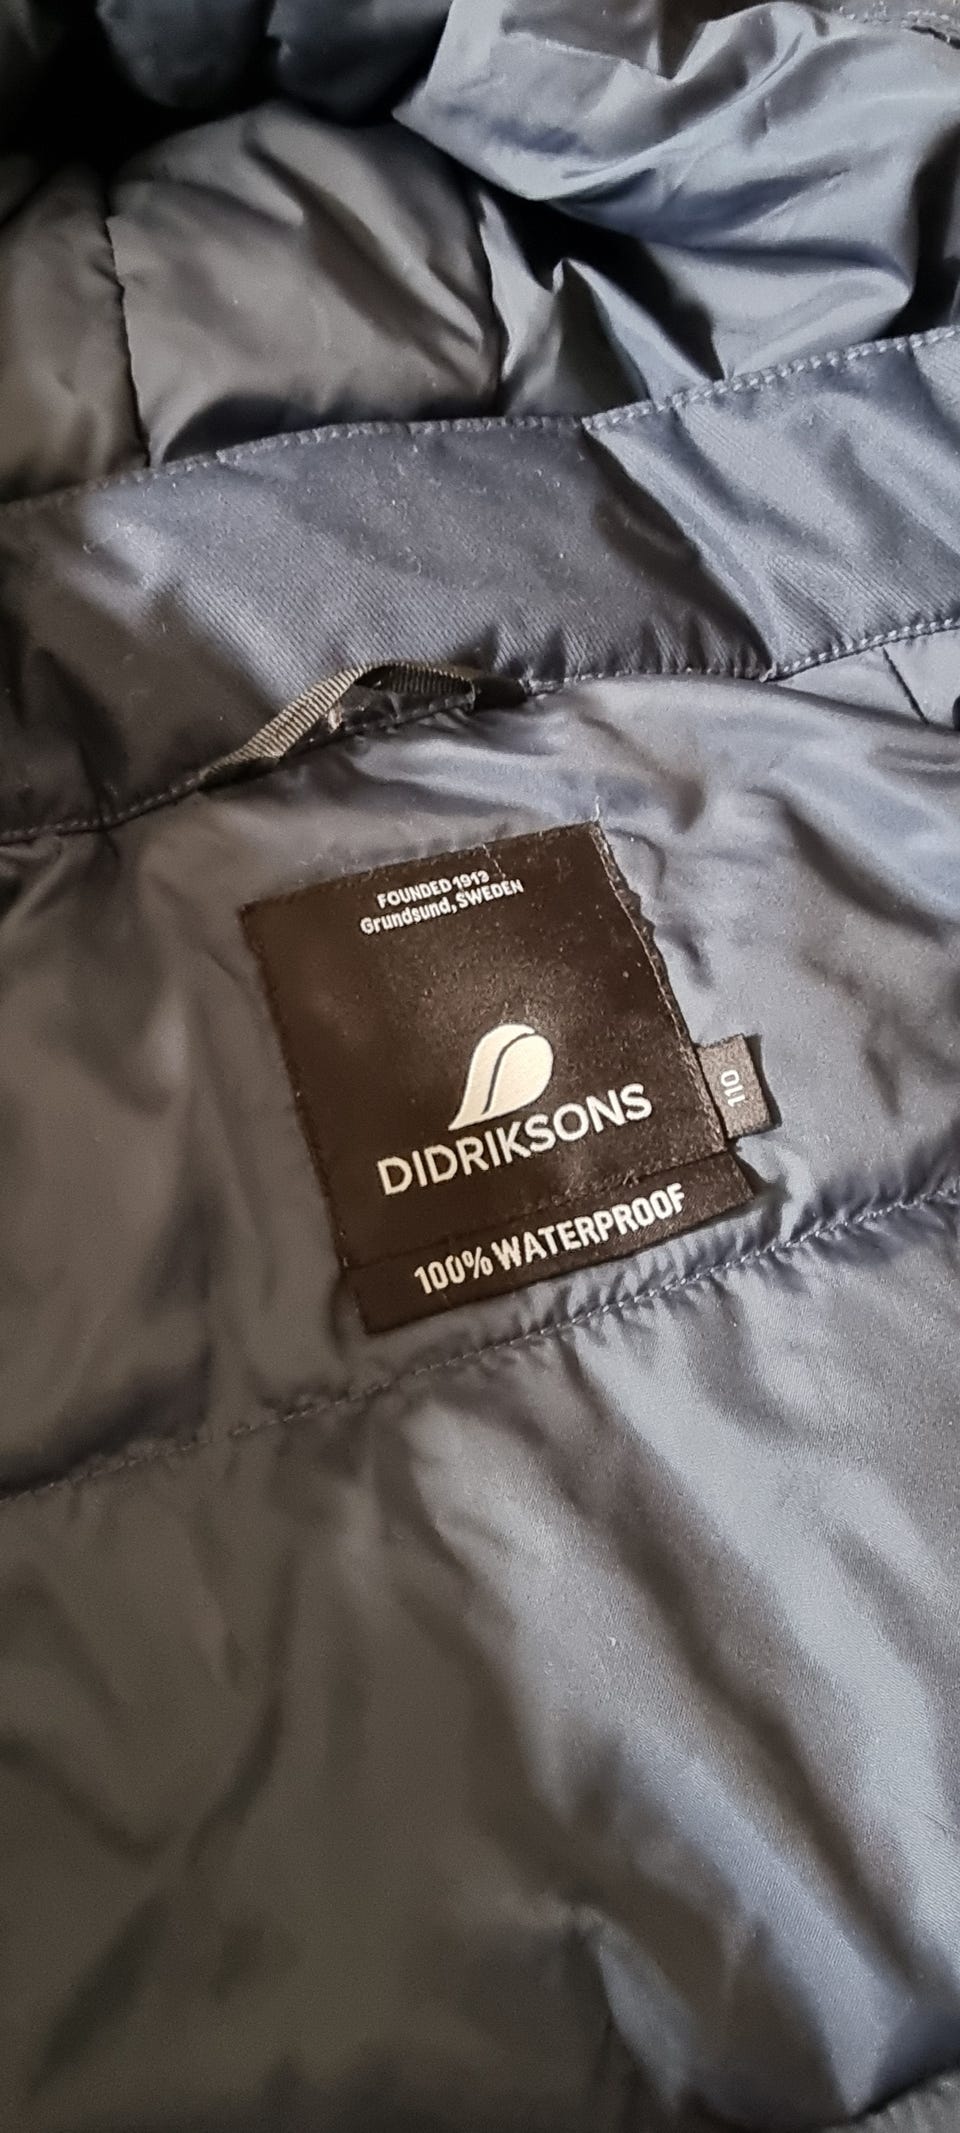 FOUNDED 1913
Grundsund, SWEDEN
DIDRIKSONS
110
100% WATERPROOF